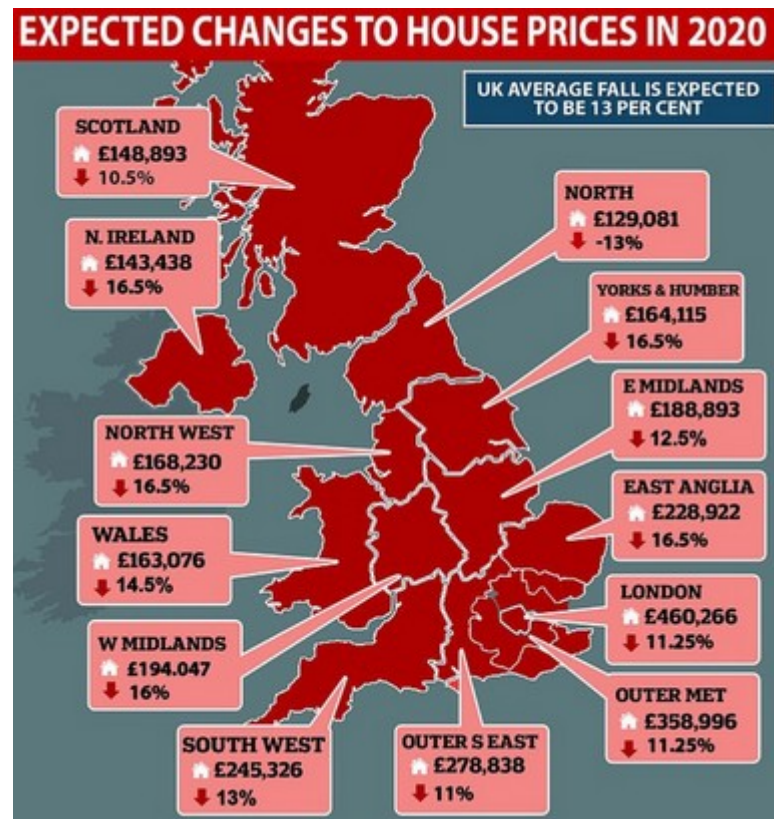 EXPECTED CHANGES TO HOUSE PRICES IN 2020
UK AVERAGE FALL IS EXPECTED
TO BE 13 PER CENT
SCOTLAND
£148,893
10.5%
N. IRELAND
£143,438
16.5%
NORTH
£129,081
-13%
YORKS & HUMBER
£164,115
16.5%
E MIDLANDS
£188,893
12.5%
NORTH WEST
£168,230
16.5%
EAST ANGLIA
£228,922
16.5%
WALES
£163,076
14.5%
LONDON
£460,266
11.25%
W MIDLANDS
£194.047
16%
OUTER MET
£358,996
11.25%
SOUTH WEST
£245,326
13%
OUTER S EAST
£278,838
11%